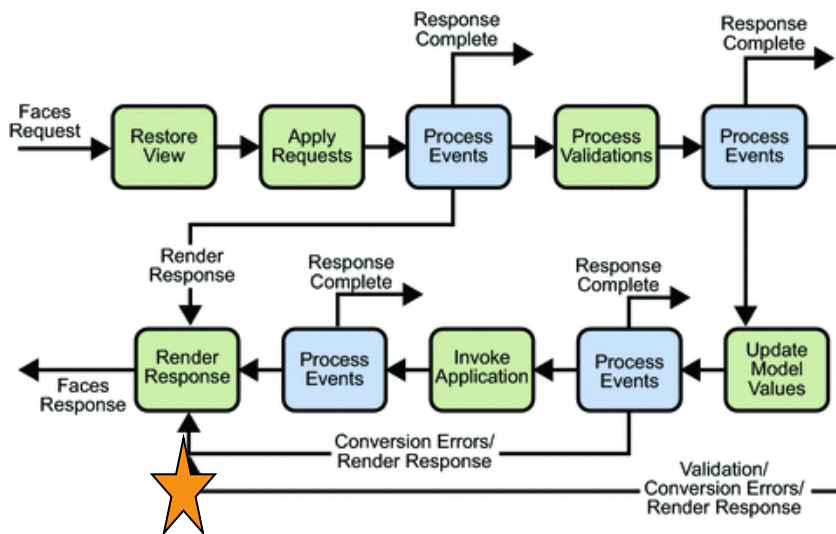 Response
Complete
Response
Complete
Faces
Request
Restore
View
Apply
Requests
Process
Events
Process
Validations
Process
Events
Render
Response
Response
Complete
Response
Complete
Render
Response
Process
Events
Invoke
Application
Process
Events
Update
Model
Values
Faces
Response
Conversion Errors/
Render Response
Validation/
Conversion Errors/
Render Response